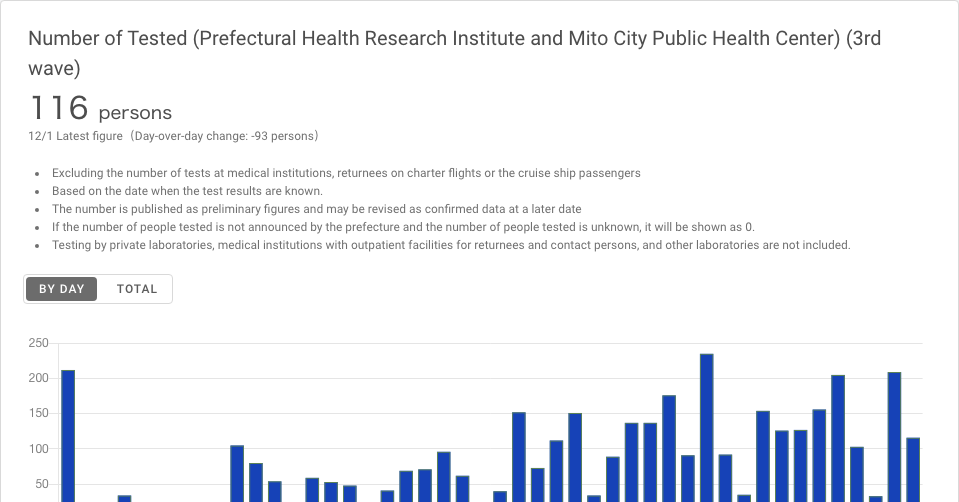 Number of Tested (Prefectural Health Research Institute and Mito City Public Health Center) (3rd
wave)
116 persons
12/1 Latest figure（Day-over-day change: -93 persons）
• Excluding the number of tests at medical institutions, returnees on charter flights or the cruise ship passengers
• Based on the date when the test results are known.
• The number is published as preliminary figures and may be revised as confirmed data at a later date
• If the number of people tested is not announced by the prefecture and the number of people tested is unknown, it will be shown as 0.
• Testing by private laboratories, medical institutions with outpatient facilities for returnees and contact persons, and other laboratories are not included.
BY DAY TOTAL
250
200
150
100
50